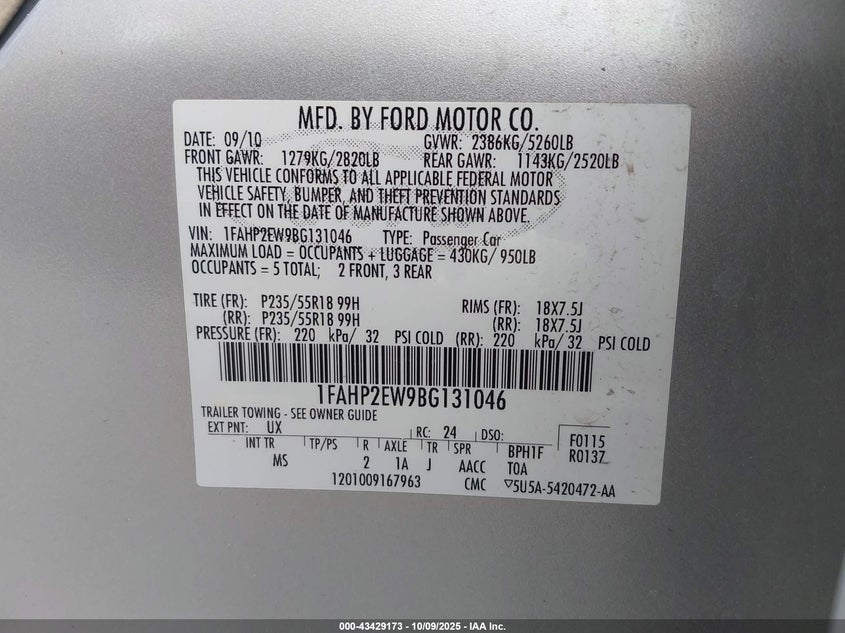 MFD. BY FORD MOTOR CO.
DATE: 09/10 GVWR: 2386KG/5260LB
FRONT GAWR: 1279KG/2820LB REAR GAWR: 1143KG/2520LB
THIS VEHICLE CONFORMS TO ALL APPLICABLE FEDERAL MOTOR
VEHICLE SAFETY, BUMPER, AND THEFT PREVENTION STANDARDS
IN EFFECT ON THE DATE OF MANUFACTURE SHOWN ABOVE.
VIN: 1FAHP2EW9BG131046 TYPE: Passenger Car
MAXIMUM LOAD = OCCUPANTS + LUGGAGE = 430KG/ 950LB
OCCUPANTS = 5 TOTAL; 2 FRONT, 3 REAR
TIRE (FR): P235/55R18 99H RIMS (FR): 18X7.5J
(RR): P235/55R18 99H (RR): 18X7.5J
PRESSURE (FR): 220 kPa/ 32 PSI COLD (RR): 220 kPa/ 32 PSI COLD
1FAHP2EW9BG131046
TRAILER TOWING - SEE OWNER GUIDE
EXT PNT: UX RC: 24 DSO: F0115
INT TR TP/PS R AXLE TR SPR BPH1F R0137
MS 2 1A J AACC TOA
1201009167963 CMC ▽5U5A-5420472-AA
000-43429173 - 10/09/2025 - IAA Inc.